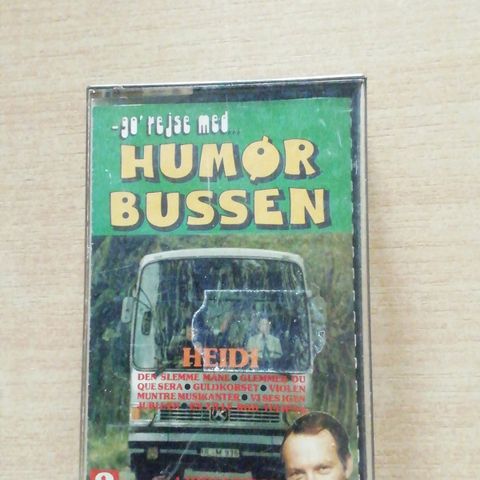 -go' rejse med...
HUMØR
BUSSEN
HEIDI
DEN SLEMME MANE ● GLEMMER DU
QUE SERA ● GULDKORSET ● VIOLEN
MUNTRE MUSIKANTER ● VI SES IGEN